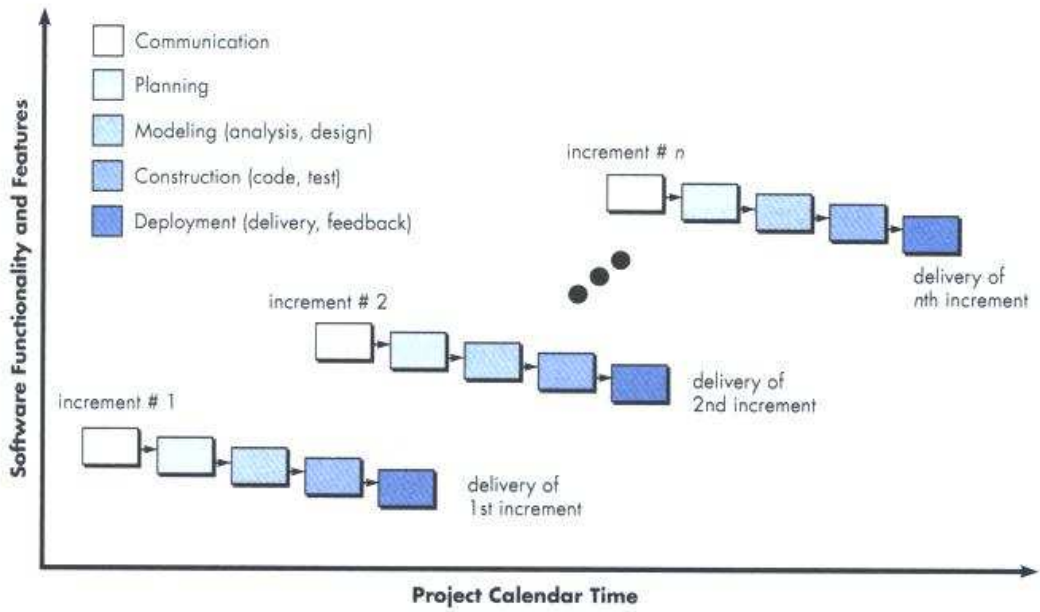 Communication
Planning
Modeling (analysis, design)
Construction (code, test)
Deployment (delivery, feedback)
increment # n
delivery of
nth increment
increment # 2
delivery of
2nd increment
increment # 1
delivery of
1st increment
Software Functionality and Features
Project Calendar Time